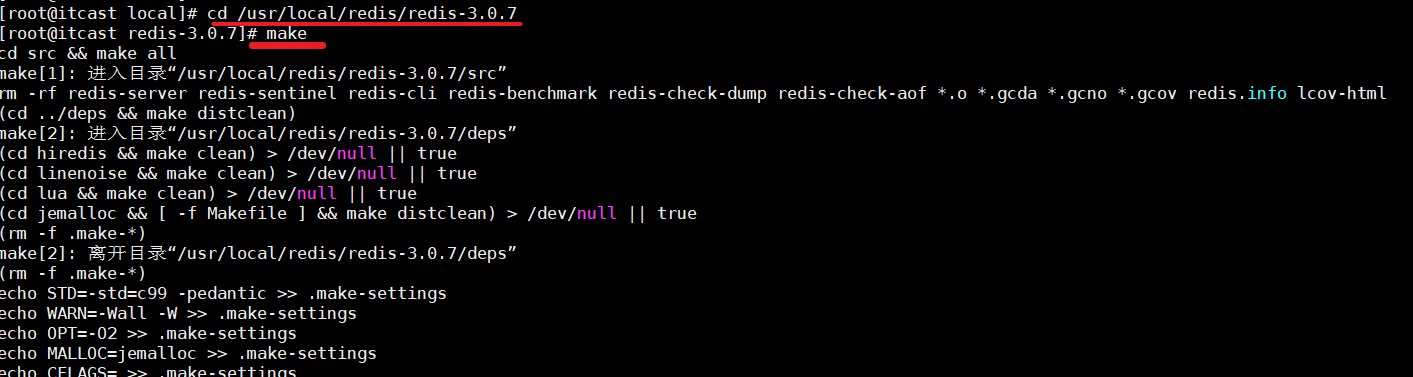 [root@itcast local]# cd /usr/local/redis/redis-3.0.7
[root@itcast redis-3.0.7]# make
cd src && make all
make[1]: 进入目录“/usr/local/redis/redis-3.0.7/src”
rm -rf redis-server redis-sentinel redis-cli redis-benchmark redis-check-dump redis-check-aof *.o *.gcda *.gcno *.gcov redis.info lcov-html
(cd ../deps && make distclean)
make[2]: 进入目录“/usr/local/redis/redis-3.0.7/deps”
(cd hiredis && make clean) > /dev/null || true
(cd linenoise && make clean) > /dev/null || true
(cd lua && make clean) > /dev/null || true
(cd jemalloc && [ -f Makefile ] && make distclean) > /dev/null || true
(rm -f .make-*)
make[2]: 离开目录“/usr/local/redis/redis-3.0.7/deps”
(rm -f .make-*)
echo STD=-std=c99 -pedantic >> .make-settings
echo WARN=-Wall -W >> .make-settings
echo OPT=-O2 >> .make-settings
echo MALLOC=jemalloc >> .make-settings
echo CFLAGS= >> .make-settings